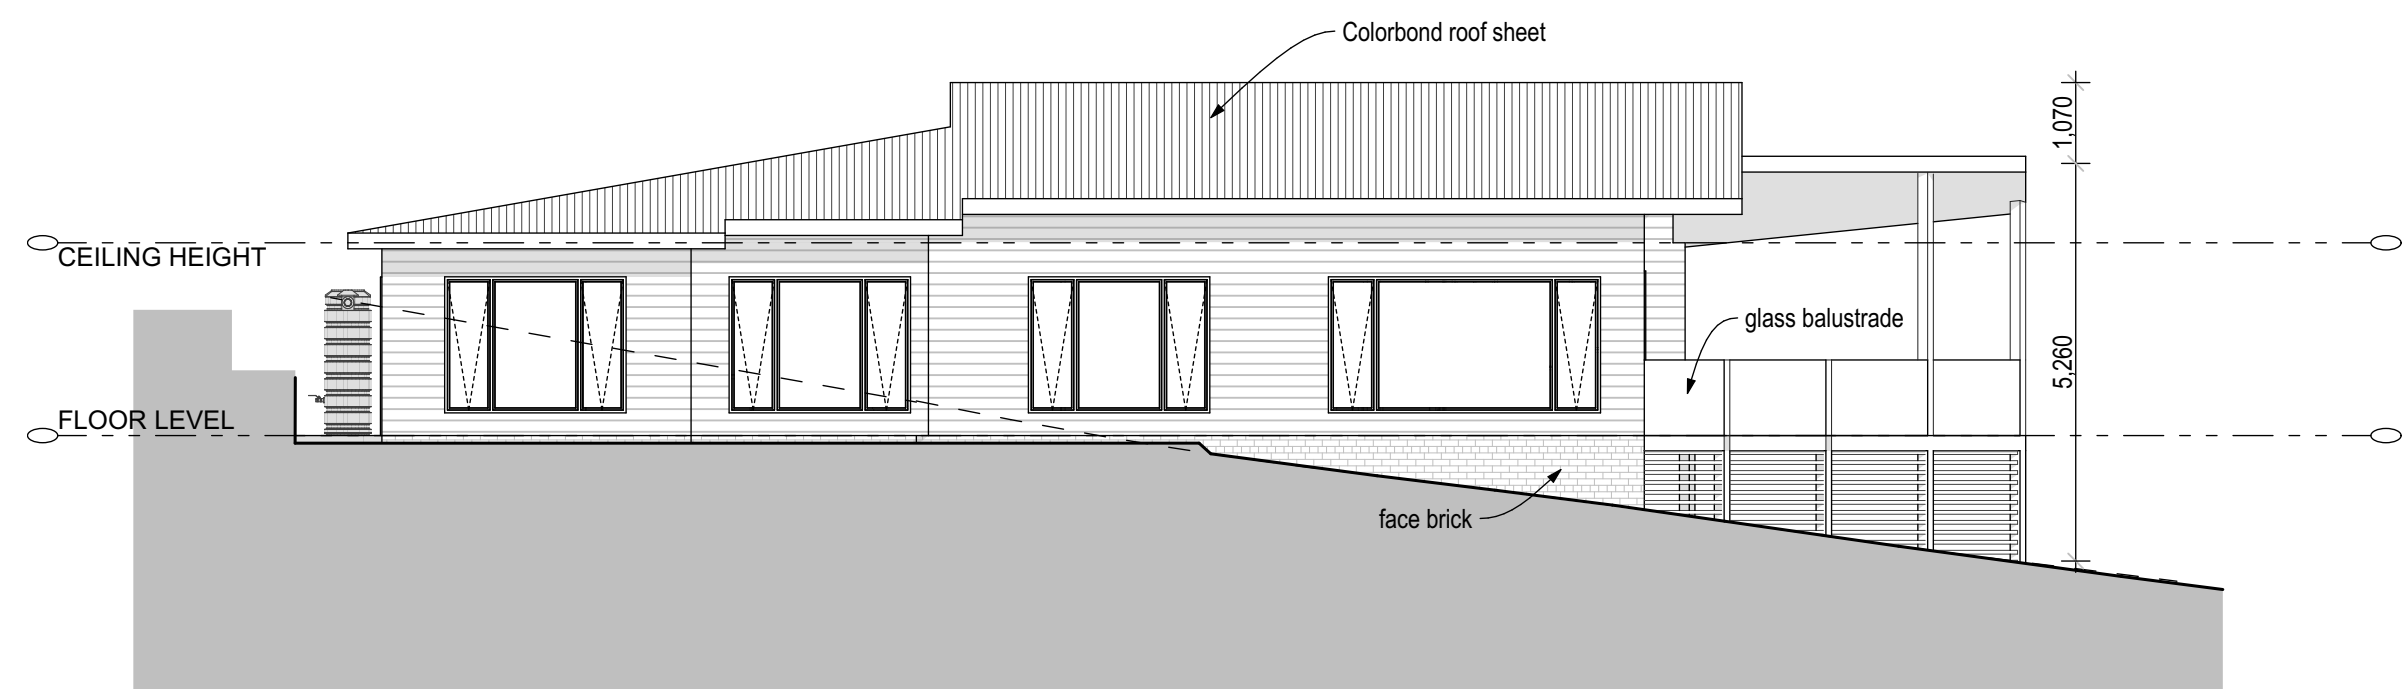 Colorbond roof sheet
1,070
CEILING HEIGHT
glass balustrade
5,260
FLOOR LEVEL
face brick